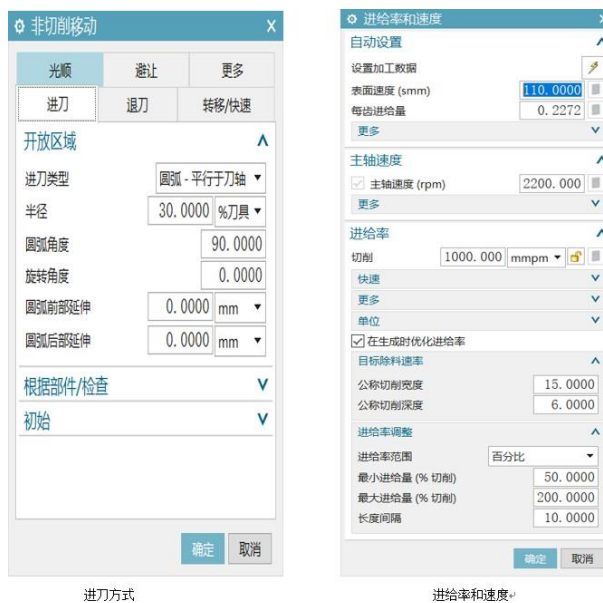 非切削移动 X
光顺 避让 更多
进刀 退刀 转移/快速
开放区域
进刀类型 圆弧 - 平行于刀轴
半径 30.0000 %刀具
圆弧角度 90.0000
旋转角度 0.0000
圆弧前部延伸 0.0000 mm
圆弧后部延伸 0.0000 mm
根据部件/检查
初始
确定 取消
进刀方式
进给率和速度
自动设置
设置加工数据
表面速度 (smm) 110.0000
每齿进给量 0.2272
更多
主轴速度
主轴速度 (rpm) 2200.000
更多
进给率
切削 1000.000 mmpm
快速
更多
单位
在生成时优化进给率
目标除料速率
公称切削宽度 15.0000
公称切削深度 6.0000
进给率调整
进给率范围 百分比
最小进给量 (% 切削) 50.0000
最大进给量 (% 切削) 200.0000
长度间隔 10.0000
确定 取消
进给率和速度